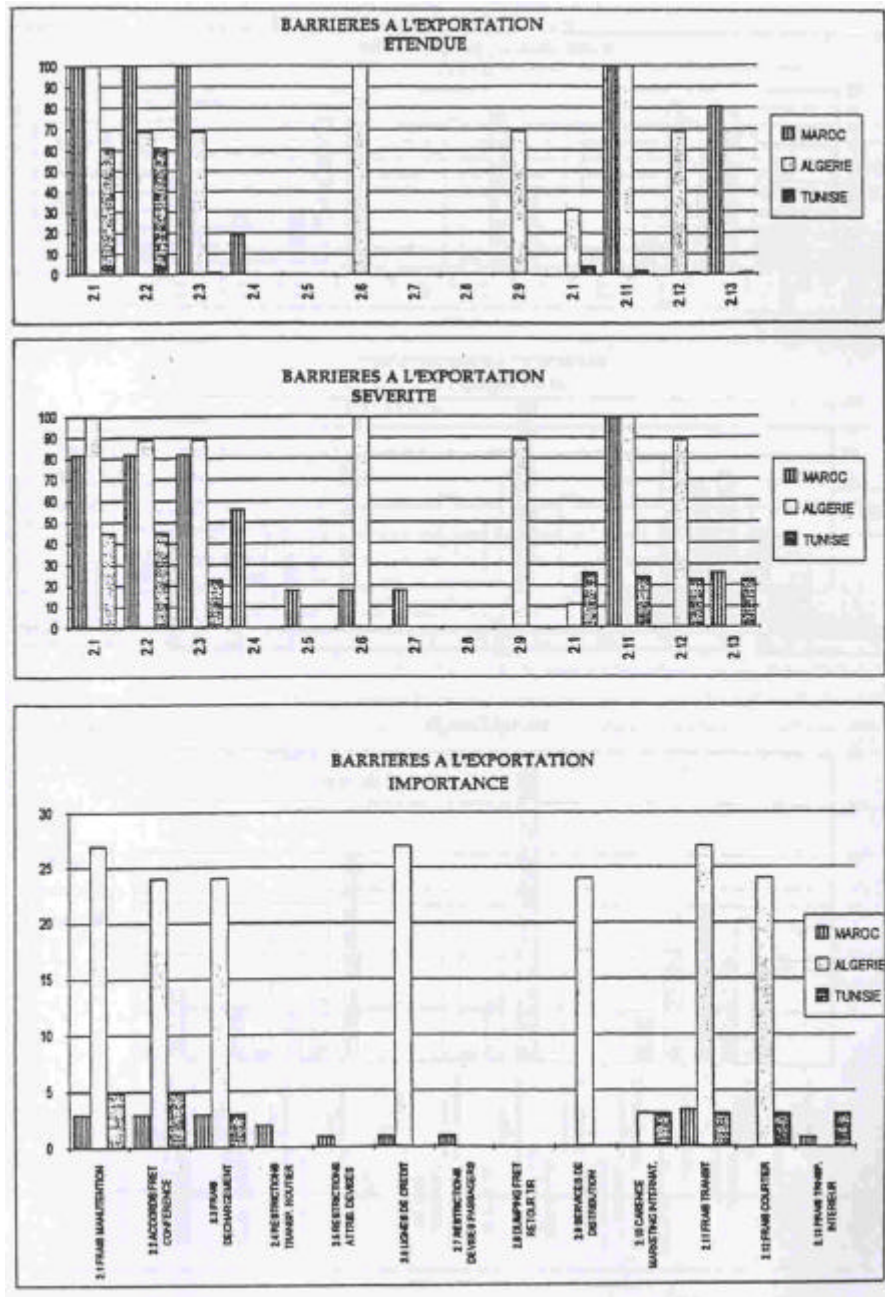 BARRIERES A L'EXPORTATION
ETENDUE
100
90
80
70
60
50
40
30
20
10
0
2.1
2.2
2.3
2.4
2.5
2.6
2.7
2.8
2.9
2.1
2.11
2.12
2.13
MAROC
ALGERIE
TUNISIE
BARRIERES A L'EXPORTATION
SEVERITE
100
90
80
70
60
50
40
30
20
10
0
2.1
2.2
2.3
2.4
2.5
2.6
2.7
2.8
2.9
2.1
2.11
2.12
2.13
MAROC
ALGERIE
TUNISIE
BARRIERES A L'EXPORTATION
IMPORTANCE
30
25
20
15
10
5
0
2.1 FRAIS MANUTENTION
2.2 ACCORDS FRET
CONFERENCE
2.3 FRAIS
DECHARGEMENT
2.4 RESTRICTIONS
TRANSP. ROUTIER
2.5 RESTRICTIONS
ATTRIB. DEVISES
2.6 LIGNES DE CREDIT
2.7 RESTRICTIONS
DEVISES PASSAGERS
2.8 DUMPING FRET
RETOUR TIR
2.9 SERVICES DE
DISTRIBUTION
2.10 CARENCE
MARKETING INTERNAT.
2.11 FRAIS TRANSIT
2.12 FRAIS COURTIER
2.13 FRAIS TRANSP.
INTERIEUR
MAROC
ALGERIE
TUNISIE